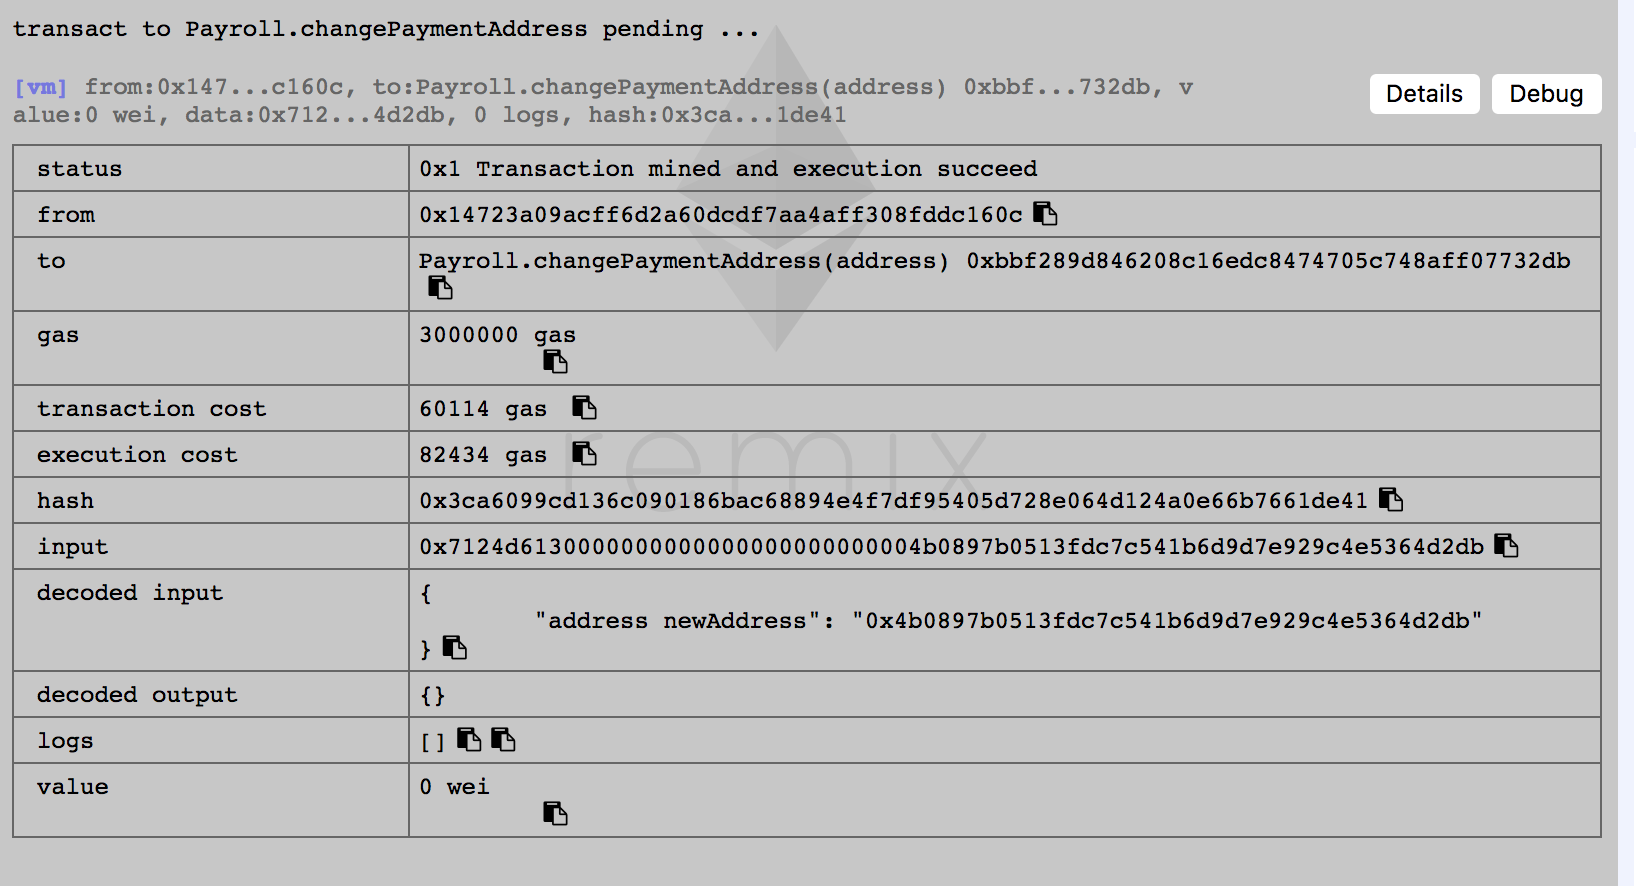 transact to Payroll.changePaymentAddress pending ...
[vm] from:0x147...c160c, to:Payroll.changePaymentAddress(address) 0xbbf...732db, v
alue:0 wei, data:0x712...4d2db, 0 logs, hash:0x3ca...1de41
Details Debug
status 0x1 Transaction mined and execution succeed
from 0x14723a09acff6d2a60dcdf7aa4aff308fddc160c
to Payroll.changePaymentAddress(address) 0xbbf289d846208c16edc8474705c748aff07732db
gas 3000000 gas
transaction cost 60114 gas
execution cost 82434 gas
remix
hash 0x3ca6099cd136c090186bac68894e4f7df95405d728e064d124a0e66b7661de41
input 0x7124d6130000000000000000000000004b0897b0513fdc7c541b6d9d7e929c4e5364d2db
decoded input {
"address newAddress": "0x4b0897b0513fdc7c541b6d9d7e929c4e5364d2db"
}
decoded output {}
logs []
value 0 wei